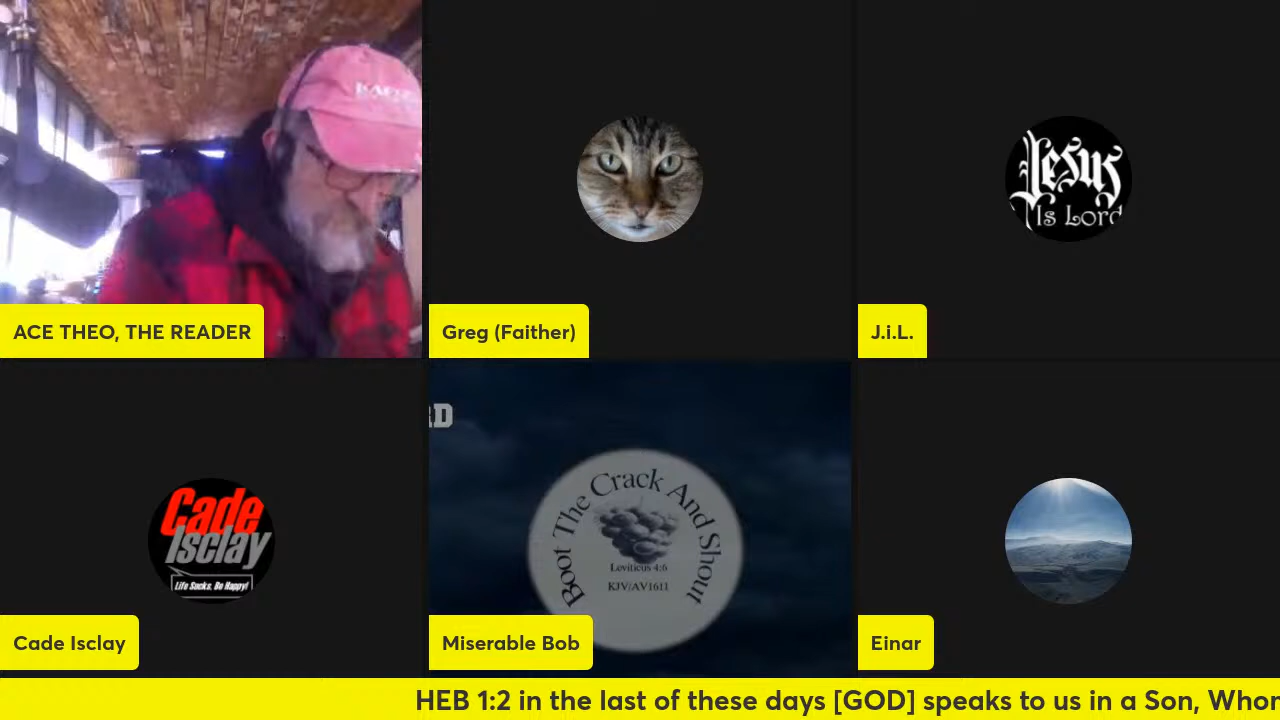 ACE THEO, THE READER
Greg (Faither)
Jesus
Is Lord
J.i.L.
Cade
Isclay
Life Sucks. Be Happy!
Cade Isclay
RD
Boot The Crack And Shout
Leviticus 4:6
KJV/AV1611
Miserable Bob
Einar
HEB 1:2 in the last of these days [GOD] speaks to us in a Son, Whom